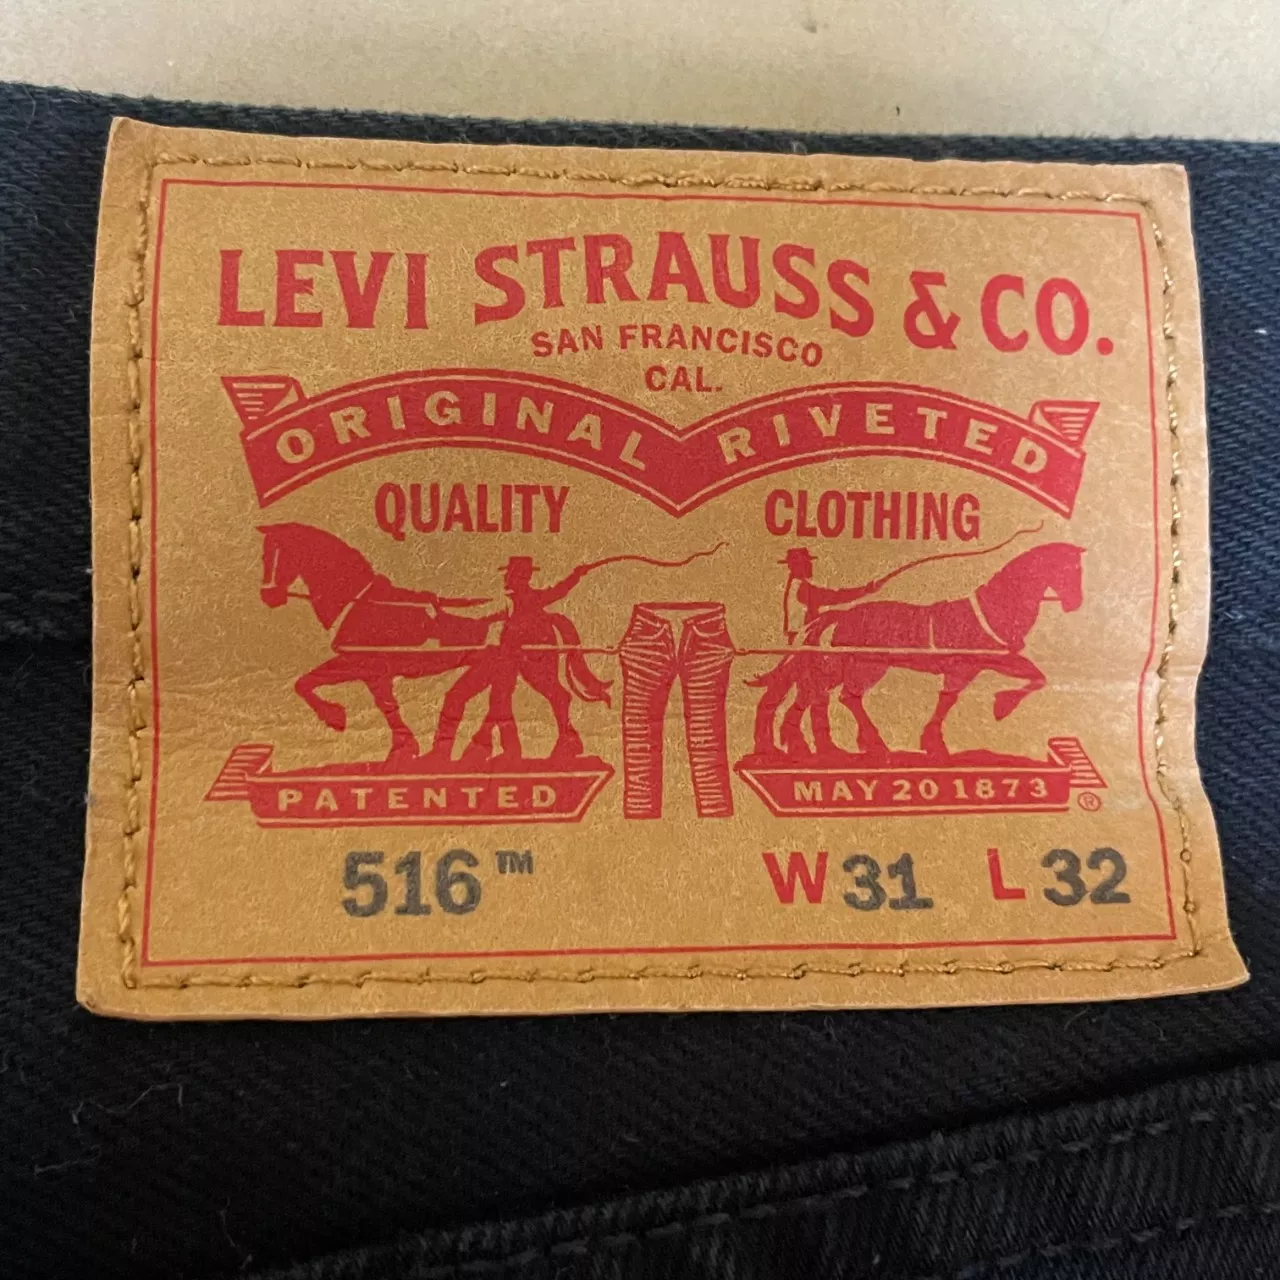 LEVI STRAUSS & CO.
SAN FRANCISCO
CAL.
ORIGINAL RIVETED
QUALITY CLOTHING
PATENTED MAY 20 1873 ®
516™ W31 L32